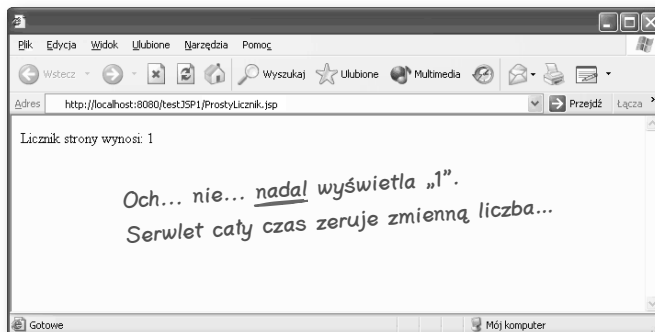 Plik Edycja Widok Ulubione Narzędzia Pomoc
Wstecz Wyszukaj Ulubione Multimedia
Adres http://localhost:8080/testJSP1/ProstyLicznik.jsp Przejdź Łącza »
Licznik strony wynosi: 1
Och... nie... nadal wyświetla „1”.
Serwlet cały czas zeruje zmienną liczba...
Gotowe Mój komputer